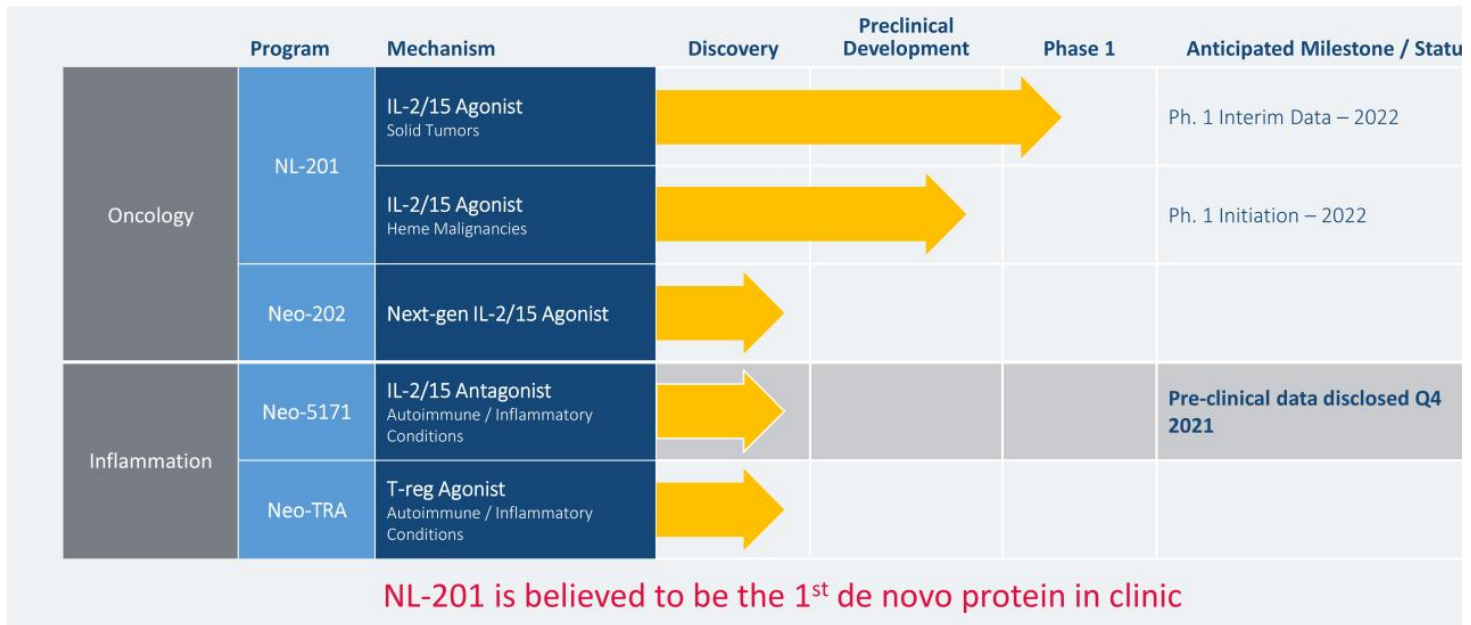 Program
Mechanism
Discovery
Preclinical
Development
Phase 1
Anticipated Milestone / Statu
Oncology
NL-201
IL-2/15 Agonist
Solid Tumors
Ph. 1 Interim Data – 2022
IL-2/15 Agonist
Heme Malignancies
Ph. 1 Initiation – 2022
Neo-202
Next-gen IL-2/15 Agonist
Inflammation
Neo-5171
IL-2/15 Antagonist
Autoimmune / Inflammatory
Conditions
Pre-clinical data disclosed Q4
2021
Neo-TRA
T-reg Agonist
Autoimmune / Inflammatory
Conditions
NL-201 is believed to be the 1st de novo protein in clinic